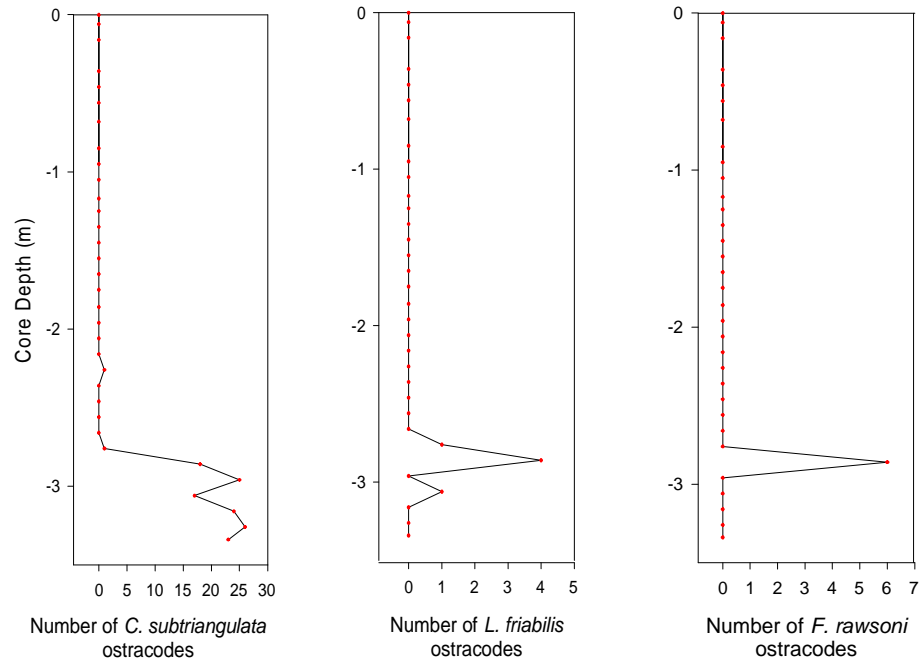 Core Depth (m)
0
-1
-2
-3
0 5 10 15 20 25 30
Number of C. subtriangulata
ostracodes
0
-1
-2
-3
0 1 2 3 4 5
Number of L. friabilis
ostracodes
0
-1
-2
-3
0 1 2 3 4 5 6 7
Number of F. rawsoni
ostracodes